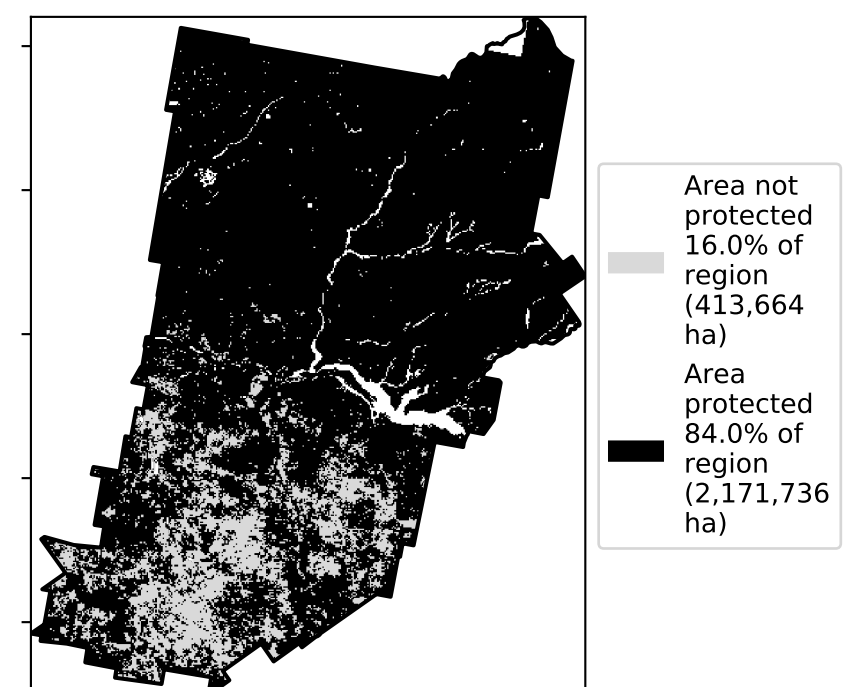 Area not
protected
16.0% of
region
(413,664
ha)
Area
protected
84.0% of
region
(2,171,736
ha)